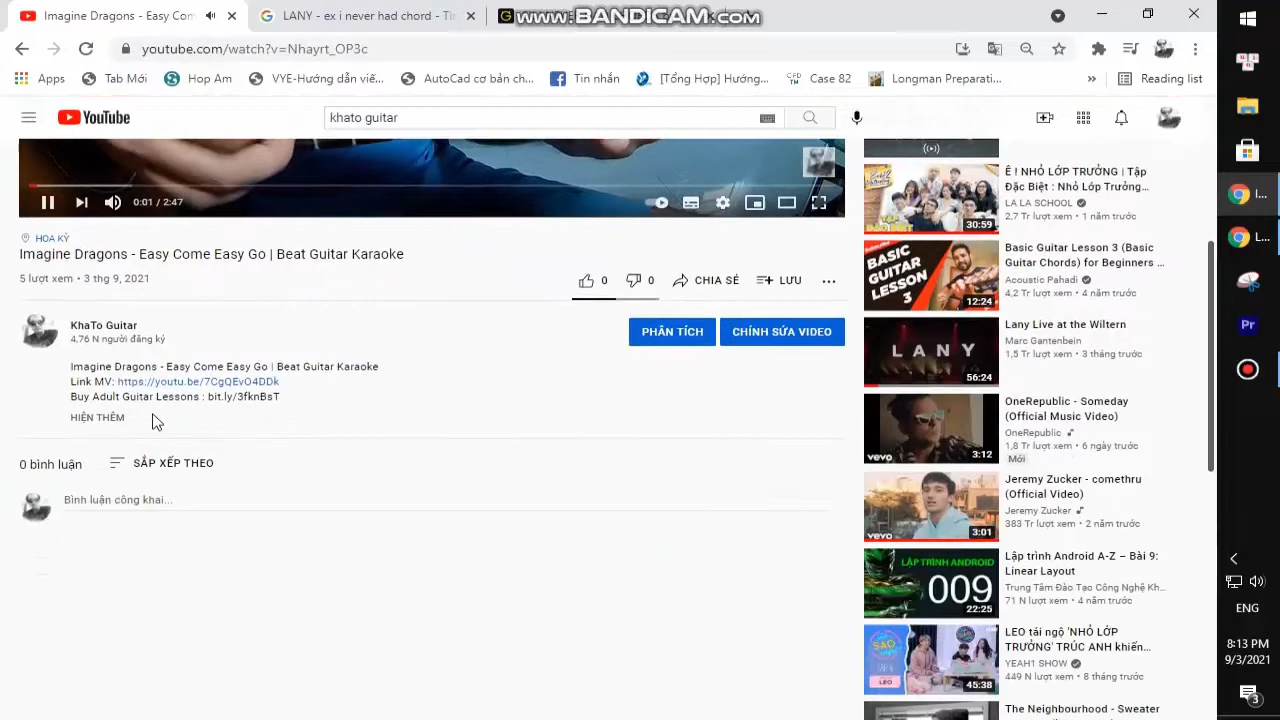 Imagine Dragons - Easy Com
LANY - ex i never had chord - Ti
www.BANDICAM.com
youtube.com/watch?v=Nhayrt_OP3c
Apps
Tab Mới
Hop Am
VYE-Hướng dẫn viế...
AutoCad cơ bản ch...
Tin nhắn
[Tổng Hợp] Hướng...
Case 82
Longman Preparati...
»
Reading list
YouTube
khato guitar
0:01 / 2:47
HOA KỲ
Imagine Dragons - Easy Come Easy Go | Beat Guitar Karaoke
5 lượt xem • 3 thg 9, 2021
0
0
CHIA SẺ
LƯU
KhaTo Guitar
4,76 N người đăng ký
PHÂN TÍCH
CHỈNH SỬA VIDEO
Imagine Dragons - Easy Come Easy Go | Beat Guitar Karaoke
Link MV: https://youtu.be/7CgQEvO4DDk
Buy Adult Guitar Lessons : bit.ly/3fknBsT
HIỆN THÊM
0 bình luận
SẮP XẾP THEO
Bình luận công khai...
30:59
Ê ! NHỎ LỚP TRƯỞNG | Tập
Đặc Biệt : Nhỏ Lớp Trưởng...
LA LA SCHOOL
2,7 Tr lượt xem • 1 năm trước
BASIC
GUITAR
LESSON
3
12:24
Basic Guitar Lesson 3 (Basic
Guitar Chords) for Beginners ...
Acoustic Pahadi
4,2 Tr lượt xem • 4 năm trước
LANY
56:24
Lany Live at the Wiltern
Marc Gantenbein
1,5 Tr lượt xem • 3 tháng trước
vevo
3:12
OneRepublic - Someday
(Official Music Video)
OneRepublic
1,8 Tr lượt xem • 6 ngày trước
Mới
vevo
3:01
Jeremy Zucker - comethru
(Official Video)
Jeremy Zucker
383 Tr lượt xem • 2 năm trước
LẬP TRÌNH ANDROID
009
22:25
Lập trình Android A-Z – Bài 9:
Linear Layout
Trung Tâm Đào Tạo Công Nghệ Kh...
71 N lượt xem • 4 năm trước
SAO
LEO
45:38
LEO tái ngộ 'NHỎ LỚP
TRƯỞNG' TRÚC ANH khiến...
YEAH1 SHOW
449 N lượt xem • 8 tháng trước
The Neighbourhood - Sweater
I...
L...
Pr
ENG
8:13 PM
9/3/2021
3